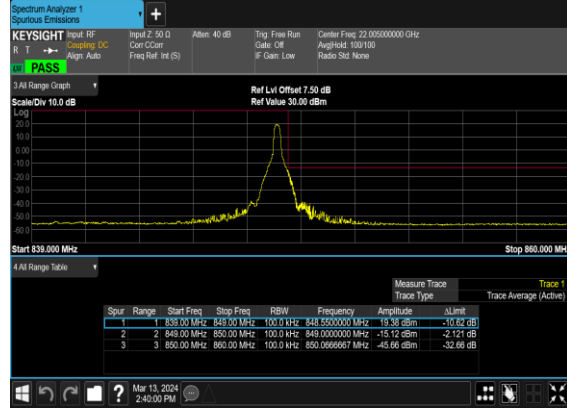 Spectrum Analyzer 1
Spurious Emissions
+
KEYSIGHT Input: RF Input Z: 50 Ω Atten: 40 dB Trig: Free Run Center Freq: 22.005000000 GHz
R T Coupling: DC Corr CCorr Gate: Off Avg|Hold: 100/100
Align: Auto Freq Ref: Int (S) IF Gain: Low Radio Std: None
LW PASS
3 All Range Graph
Ref Lvl Offset 7.50 dB
Scale/Div 10.0 dB Ref Value 30.00 dBm
Log
20.0
10.0
0.00
-10.0
-20.0
-30.0
-40.0
-50.0
-60.0
Start 839.000 MHz Stop 860.000 MH
4 All Range Table
Measure Trace Trace 1
Trace Type Trace Average (Active)
Spur Range Start Freq Stop Freq RBW Frequency Amplitude ΔLimit
1 1 839.00 MHz 849.00 MHz 100.0 kHz 848.5500000 MHz 19.38 dBm -10.62 dB
2 2 849.00 MHz 850.00 MHz 100.0 kHz 849.0000000 MHz -15.12 dBm -2.121 dB
3 3 850.00 MHz 860.00 MHz 100.0 kHz 850.0666667 MHz -45.66 dBm -32.66 dB
? Mar 13, 2024
2:40:00 PM